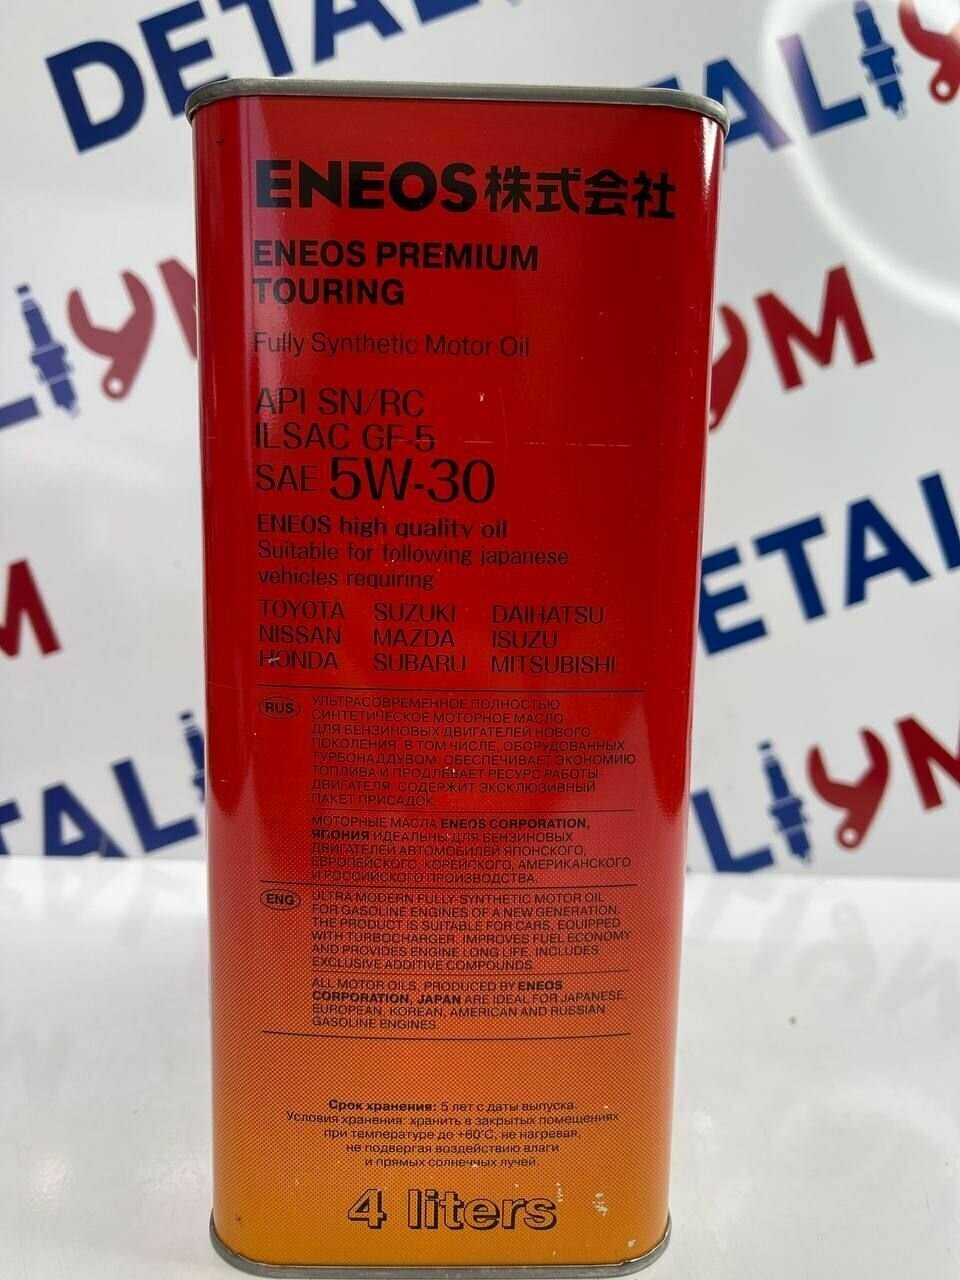 DETALIYM
DETALIYM
ENEOS株式会社
ENEOS PREMIUM
TOURING
Fully Synthetic Motor Oil
API SN/RC
ILSAC GF-5
SAE 5W-30
ENEOS high quality oil
Suitable for following japanese
vehicles requiring
TOYOTA SUZUKI DAIHATSU
NISSAN MAZDA ISUZU
HONDA SUBARU MITSUBISHI
RUS
УЛЬТРАСОВРЕМЕННОЕ ПОЛНОСТЬЮ
СИНТЕТИЧЕСКОЕ МОТОРНОЕ МАСЛО
ДЛЯ БЕНЗИНОВЫХ ДВИГАТЕЛЕЙ НОВОГО
ПОКОЛЕНИЯ, В ТОМ ЧИСЛЕ, ОБОРУДОВАННЫХ
ТУРБОНАДДУВОМ. ОБЕСПЕЧИВАЕТ ЭКОНОМИЮ
ТОПЛИВА И ПРОДЛЕВАЕТ РЕСУРС РАБОТЫ
ДВИГАТЕЛЯ. СОДЕРЖИТ ЭКСКЛЮЗИВНЫЙ
ПАКЕТ ПРИСАДОК.
МОТОРНЫЕ МАСЛА ENEOS CORPORATION,
ЯПОНИЯ ИДЕАЛЬНЫ ДЛЯ БЕНЗИНОВЫХ
ДВИГАТЕЛЕЙ АВТОМОБИЛЕЙ ЯПОНСКОГО,
ЕВРОПЕЙСКОГО, КОРЕЙСКОГО, АМЕРИКАНСКОГО
И РОССИЙСКОГО ПРОИЗВОДСТВА.
ENG
ULTRA MODERN FULLY-SYNTHETIC MOTOR OIL
FOR GASOLINE ENGINES OF A NEW GENERATION.
THE PRODUCT IS SUITABLE FOR CARS, EQUIPPED
WITH TURBOCHARGER. IMPROVES FUEL ECONOMY
AND PROVIDES ENGINE LONG LIFE. INCLUDES
EXCLUSIVE ADDITIVE COMPOUNDS.
ALL MOTOR OILS, PRODUCED BY ENEOS
CORPORATION, JAPAN ARE IDEAL FOR JAPANESE,
EUROPEAN, KOREAN, AMERICAN AND RUSSIAN
GASOLINE ENGINES.
Срок хранения: 5 лет с даты выпуска.
Условия хранения: хранить в закрытых помещениях
при температуре до +60°C, не нагревая,
не подвергая воздействию влаги
и прямых солнечных лучей.
4 liters